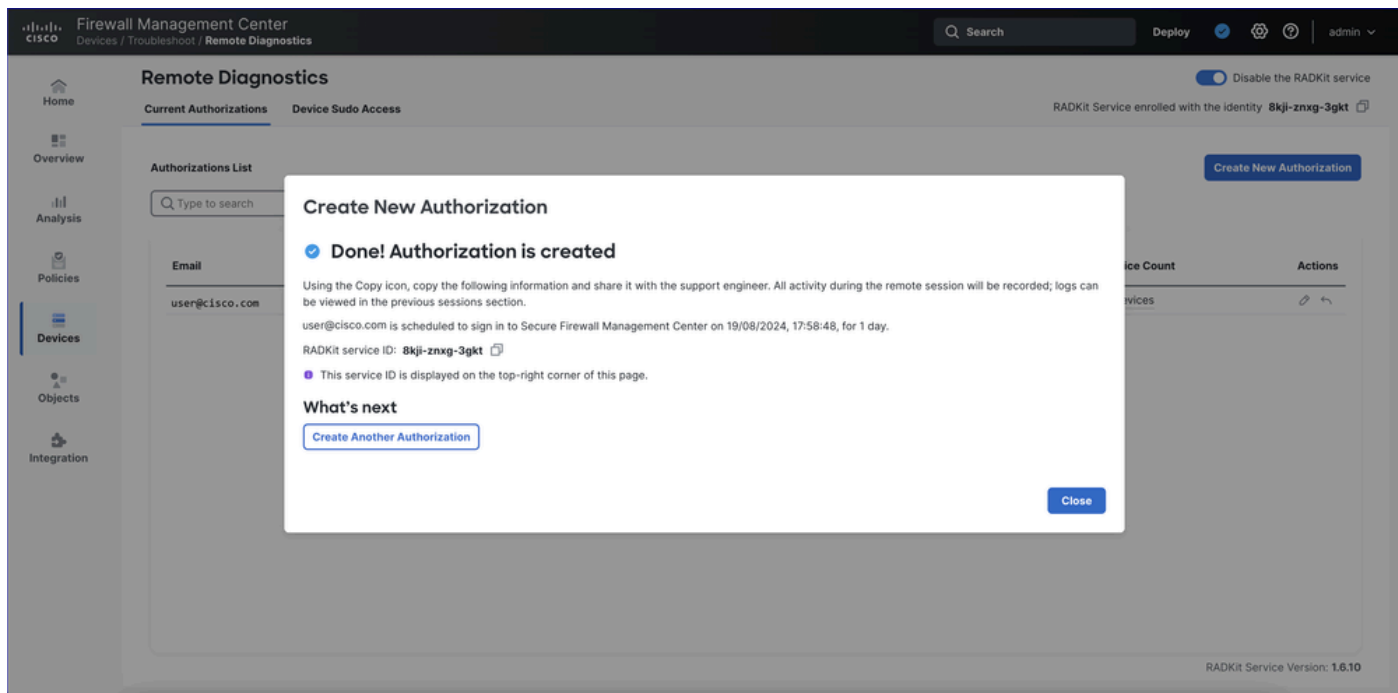 cisco
Firewall Management Center
Devices / Troubleshoot / Remote Diagnostics
Search
Deploy
admin
Home
Overview
Analysis
Policies
Devices
Objects
Integration
Remote Diagnostics
Disable the RADKit service
Current Authorizations
Device Sudo Access
RADKit Service enrolled with the identity 8kji-znxg-3gkt
Authorizations List
Create New Authorization
Type to search
Email
ice Count
Actions
user@cisco.com
evices
Create New Authorization
Done! Authorization is created
Using the Copy icon, copy the following information and share it with the support engineer. All activity during the remote session will be recorded; logs can
be viewed in the previous sessions section.
user@cisco.com is scheduled to sign in to Secure Firewall Management Center on 19/08/2024, 17:58:48, for 1 day.
RADKit service ID: 8kji-znxg-3gkt
This service ID is displayed on the top-right corner of this page.
What's next
Create Another Authorization
Close
RADKit Service Version: 1.6.10